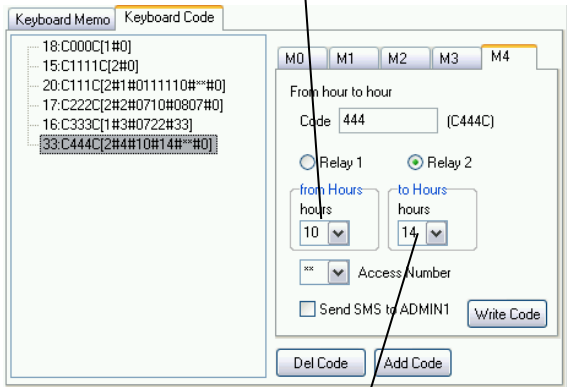 Keyboard Memo Keyboard Code
18:C000C[1#0]
15:C1111C[2#0]
20:C111C[2#1#0111110#**#0]
17:C222C[2#2#0710#0807#0]
16:C333C[1#3#0722#33]
33:C444C[2#4#10#14#**#0]
M0 M1 M2 M3 M4
From hour to hour
Code 444 (C444C)
Relay 1 Relay 2
from Hours to Hours
hours hours
10 14
** Access Number
Send SMS to ADMIN1 Write Code
Del Code Add Code